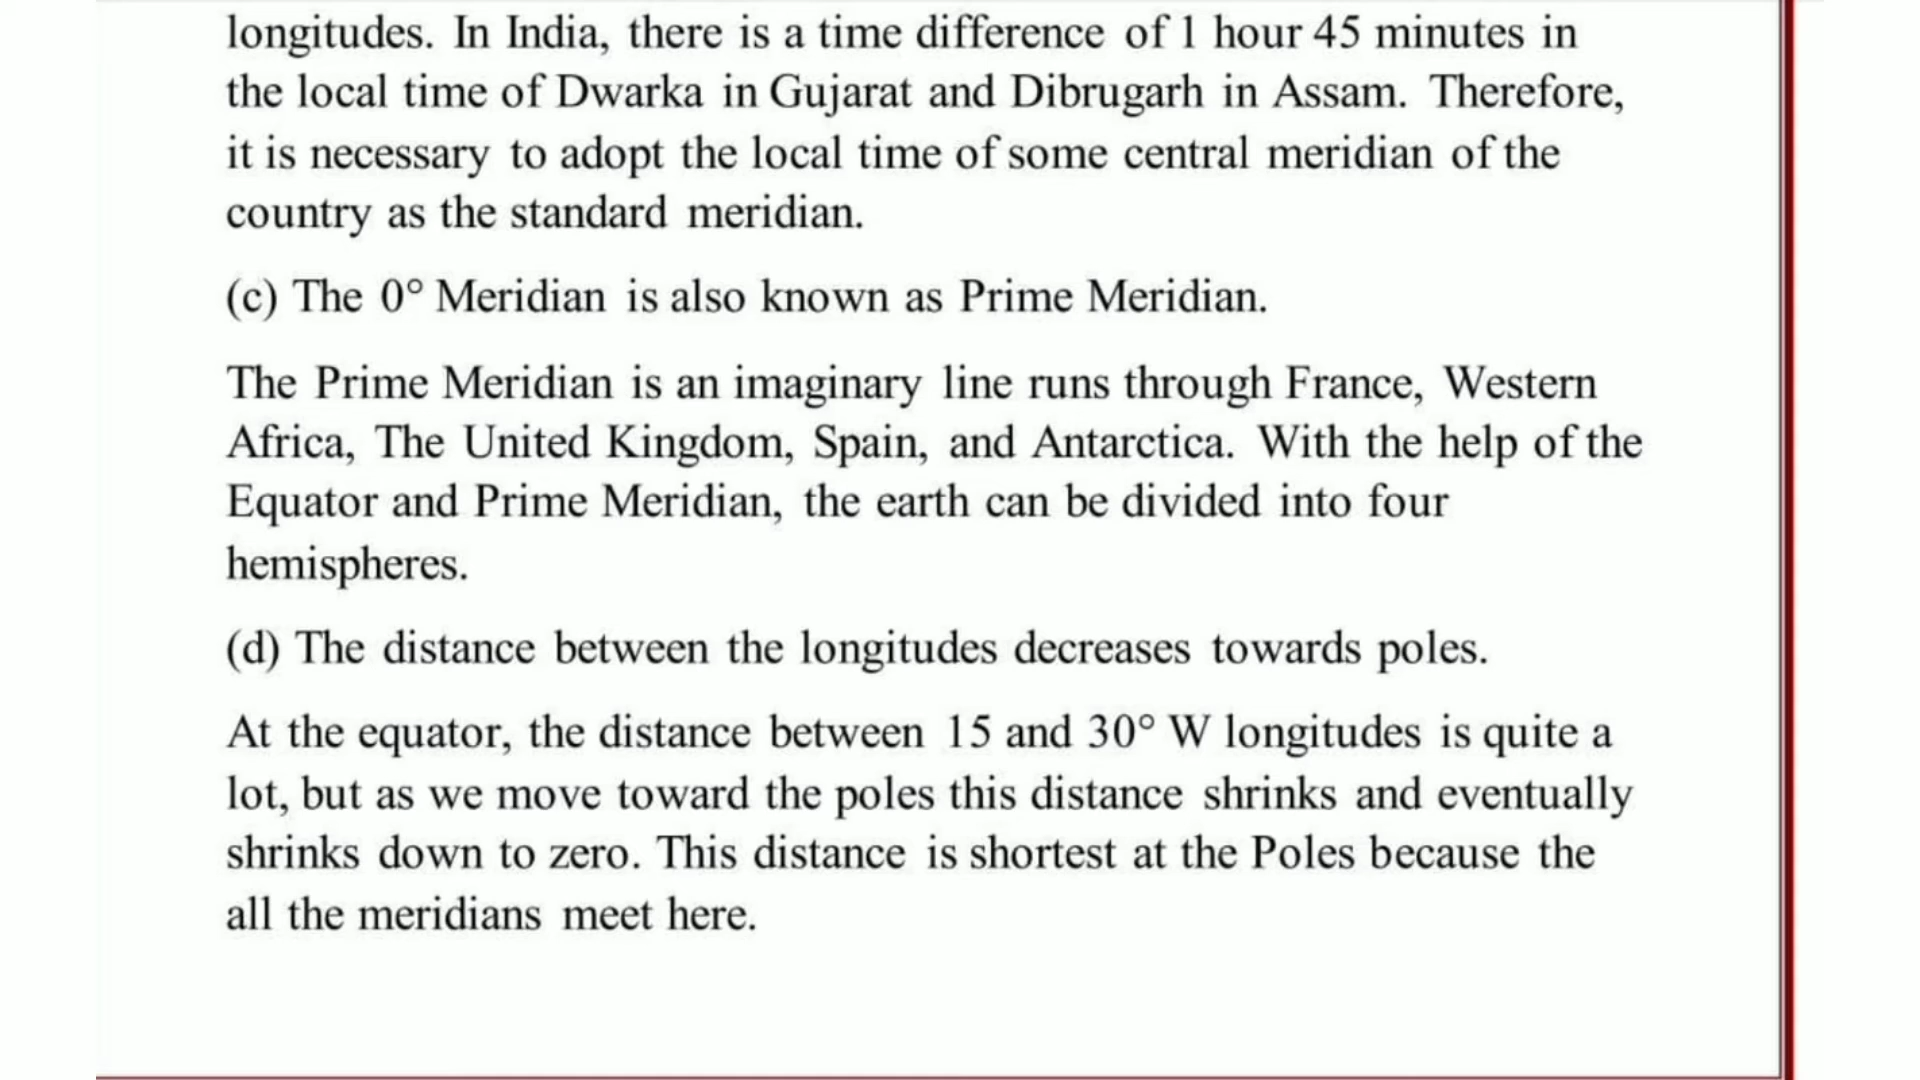 longitudes. In India, there is a time difference of 1 hour 45 minutes in
the local time of Dwarka in Gujarat and Dibrugarh in Assam. Therefore,
it is necessary to adopt the local time of some central meridian of the
country as the standard meridian.
(c) The 0° Meridian is also known as Prime Meridian.
The Prime Meridian is an imaginary line runs through France, Western
Africa, The United Kingdom, Spain, and Antarctica. With the help of the
Equator and Prime Meridian, the earth can be divided into four
hemispheres.
(d) The distance between the longitudes decreases towards poles.
At the equator, the distance between 15 and 30° W longitudes is quite a
lot, but as we move toward the poles this distance shrinks and eventually
shrinks down to zero. This distance is shortest at the Poles because the
all the meridians meet here.